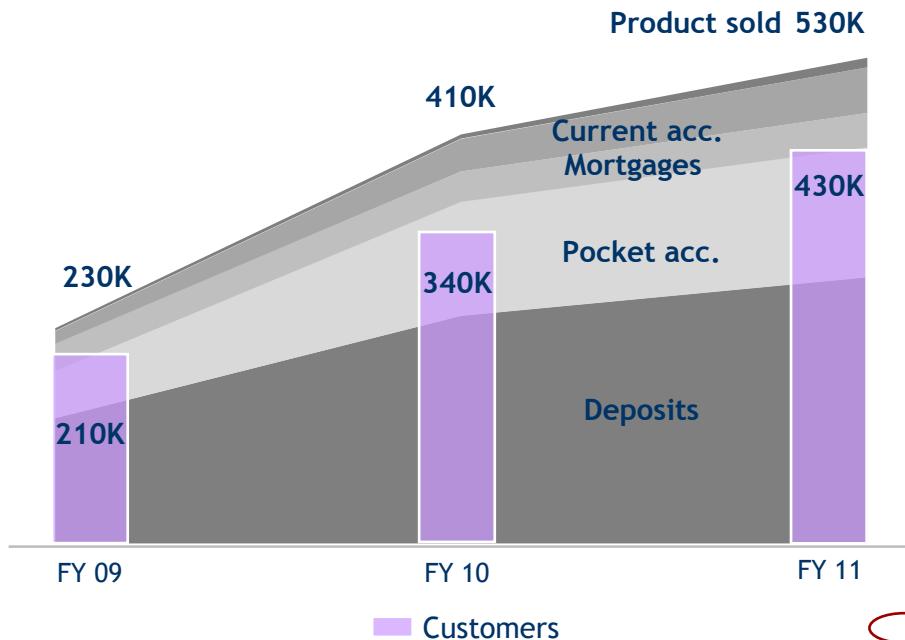 Product sold 530K
410K
Current acc.
Mortgages
430K
Pocket acc.
230K
340K
Deposits
210K
FY 09
FY 10
FY 11
Customers